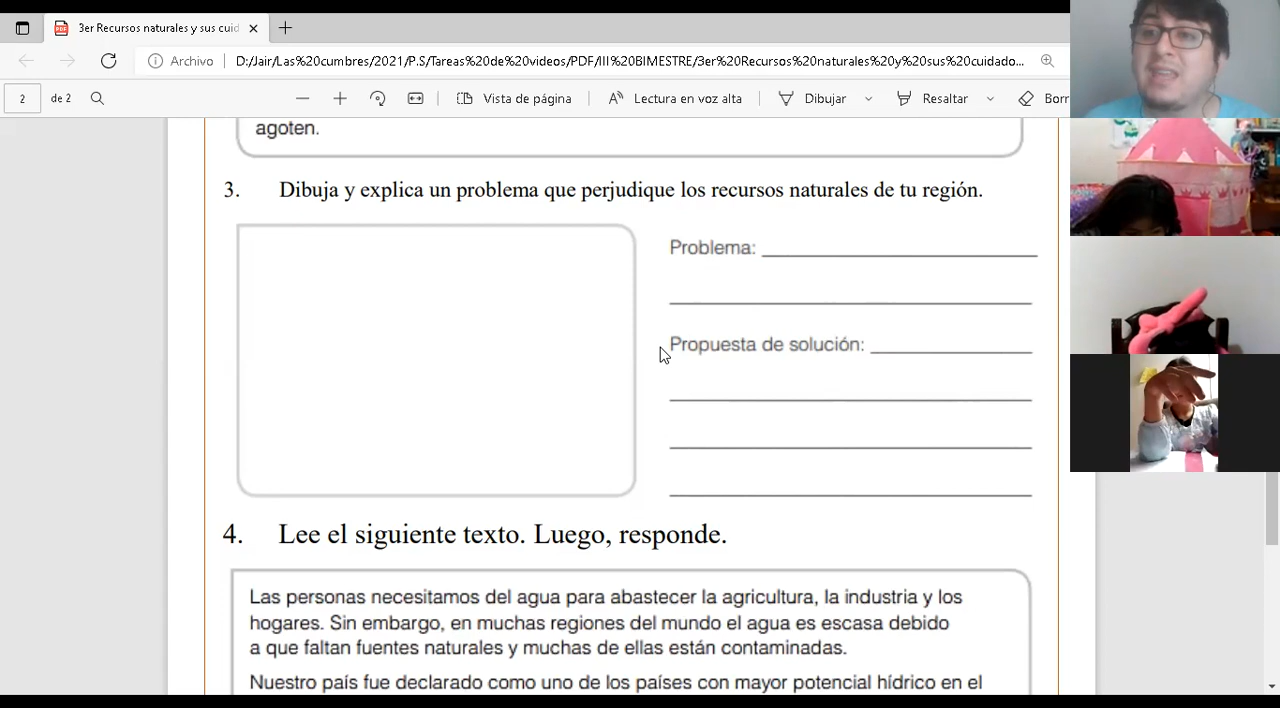 3er Recursos naturales y sus cuid
Archivo
D:/Jair/Las%20cumbres/2021/P.S/Tareas%20de%20videos/PDF/III%20BIMESTRE/3er%20Recursos%20naturales%20y%20sus%20cuidado...
2
de 2
Vista de página
Lectura en voz alta
Dibujar
Resaltar
Borr
agoten.
3. Dibuja y explica un problema que perjudique los recursos naturales de tu región.
Problema:
Propuesta de solución:
4. Lee el siguiente texto. Luego, responde.
Las personas necesitamos del agua para abastecer la agricultura, la industria y los
hogares. Sin embargo, en muchas regiones del mundo el agua es escasa debido
a que faltan fuentes naturales y muchas de ellas están contaminadas.
Nuestro país fue declarado como uno de los países con mayor potencial hídrico en el